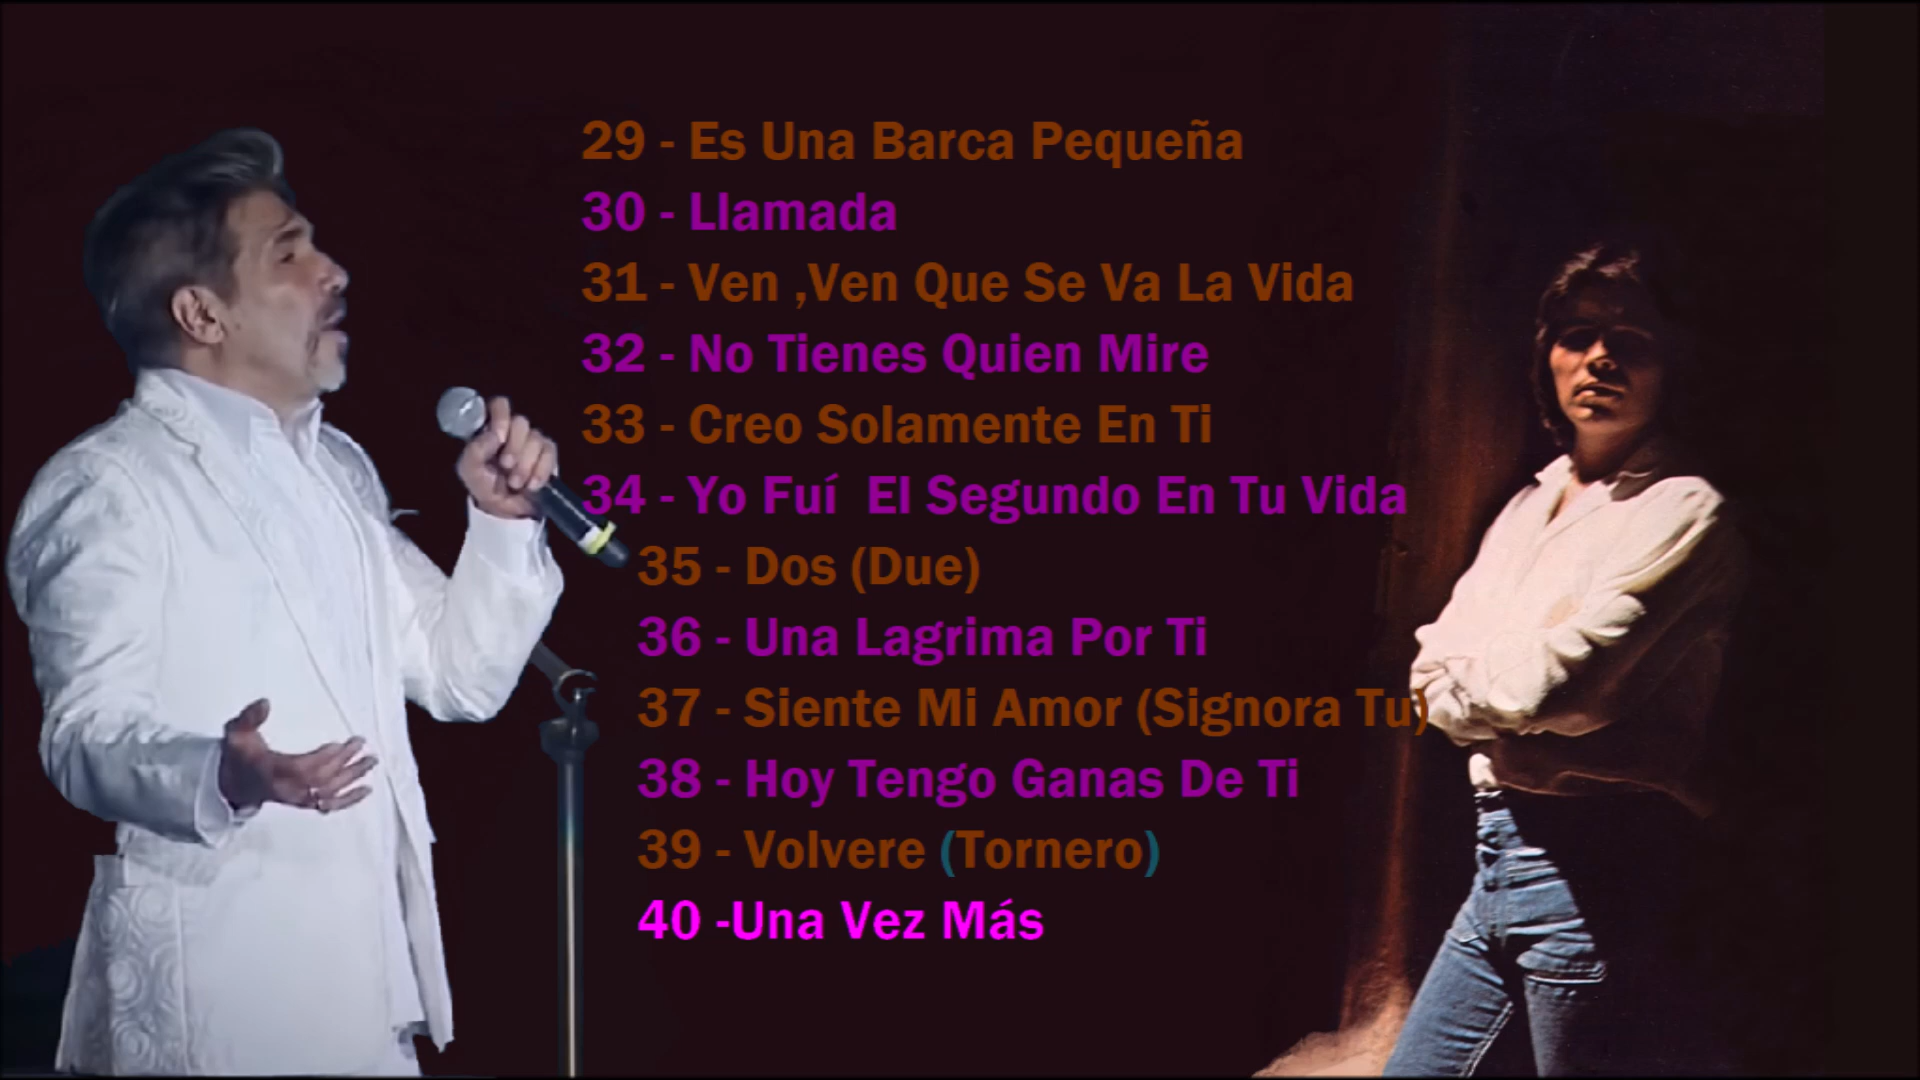 29 - Es Una Barca Pequeña
30 - Llamada
31 - Ven ,Ven Que Se Va La Vida
32 - No Tienes Quien Mire
33 - Creo Solamente En Ti
34 - Yo Fuí  El Segundo En Tu Vida
35 - Dos (Due)
36 - Una Lagrima Por Ti
37 - Siente Mi Amor (Signora Tu)
38 - Hoy Tengo Ganas De Ti
39 - Volvere (Tornero)
40 -Una Vez Más